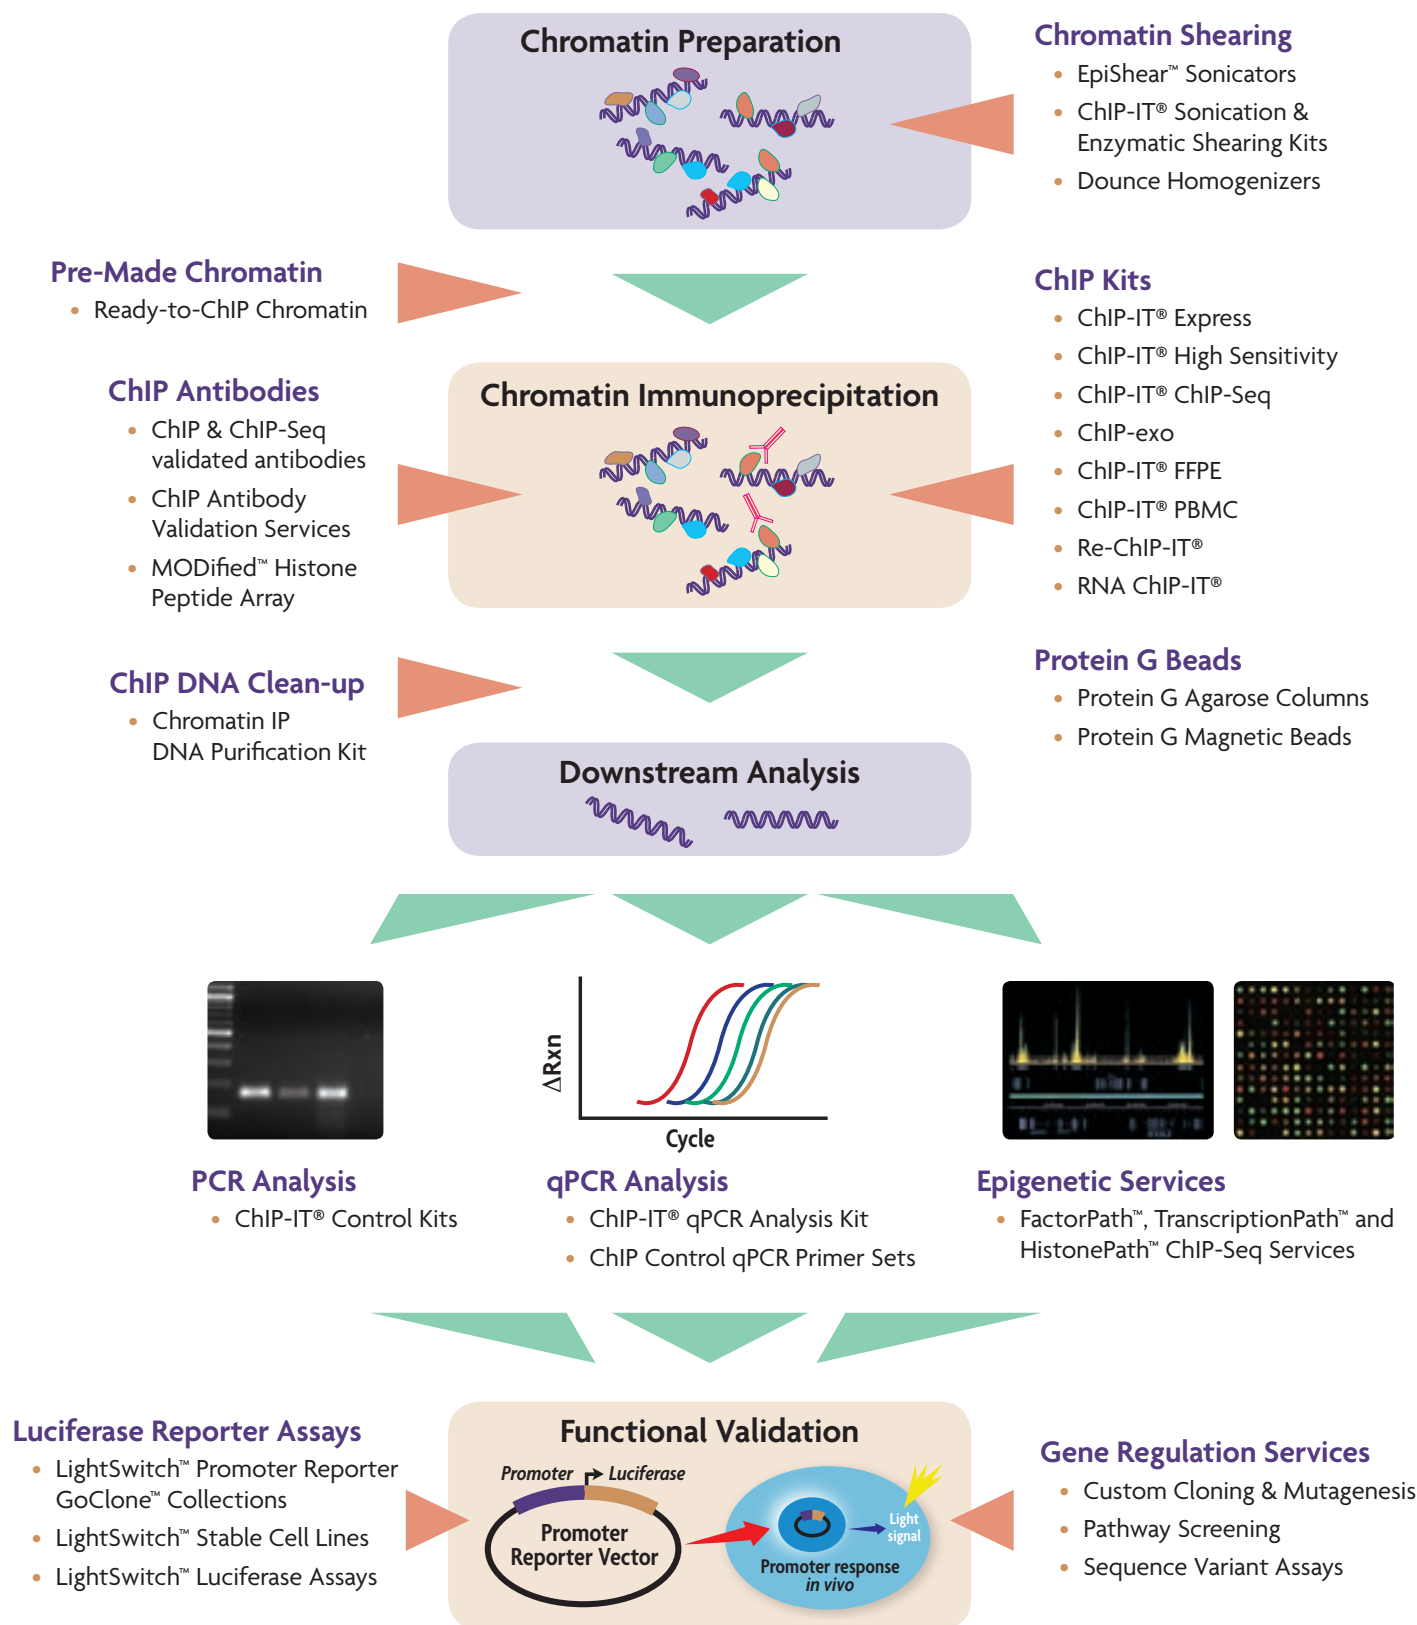 Chromatin Preparation
Chromatin Shearing
• EpiShear™ Sonicators
• ChIP-IT® Sonication &
Enzymatic Shearing Kits
• Dounce Homogenizers
Pre-Made Chromatin
• Ready-to-ChIP Chromatin
ChIP Antibodies
• ChIP & ChIP-Seq
validated antibodies
• ChIP Antibody
Validation Services
• MODified™ Histone
Peptide Array
Chromatin Immunoprecipitation
ChIP Kits
• ChIP-IT® Express
• ChIP-IT® High Sensitivity
• ChIP-IT® ChIP-Seq
• ChIP-exo
• ChIP-IT® FFPE
• ChIP-IT® PBMC
• Re-ChIP-IT®
• RNA ChIP-IT®
Protein G Beads
• Protein G Agarose Columns
• Protein G Magnetic Beads
ChIP DNA Clean-up
• Chromatin IP
DNA Purification Kit
Downstream Analysis
ΔRxn
Cycle
PCR Analysis
• ChIP-IT® Control Kits
qPCR Analysis
• ChIP-IT® qPCR Analysis Kit
• ChIP Control qPCR Primer Sets
Epigenetic Services
• FactorPath™, TranscriptionPath™ and
HistonePath™ ChIP-Seq Services
Luciferase Reporter Assays
• LightSwitch™ Promoter Reporter
GoClone™ Collections
• LightSwitch™ Stable Cell Lines
• LightSwitch™ Luciferase Assays
Functional Validation
Promoter Luciferase
Promoter
Reporter Vector
Light
signal
Promoter response
in vivo
Gene Regulation Services
• Custom Cloning & Mutagenesis
• Pathway Screening
• Sequence Variant Assays